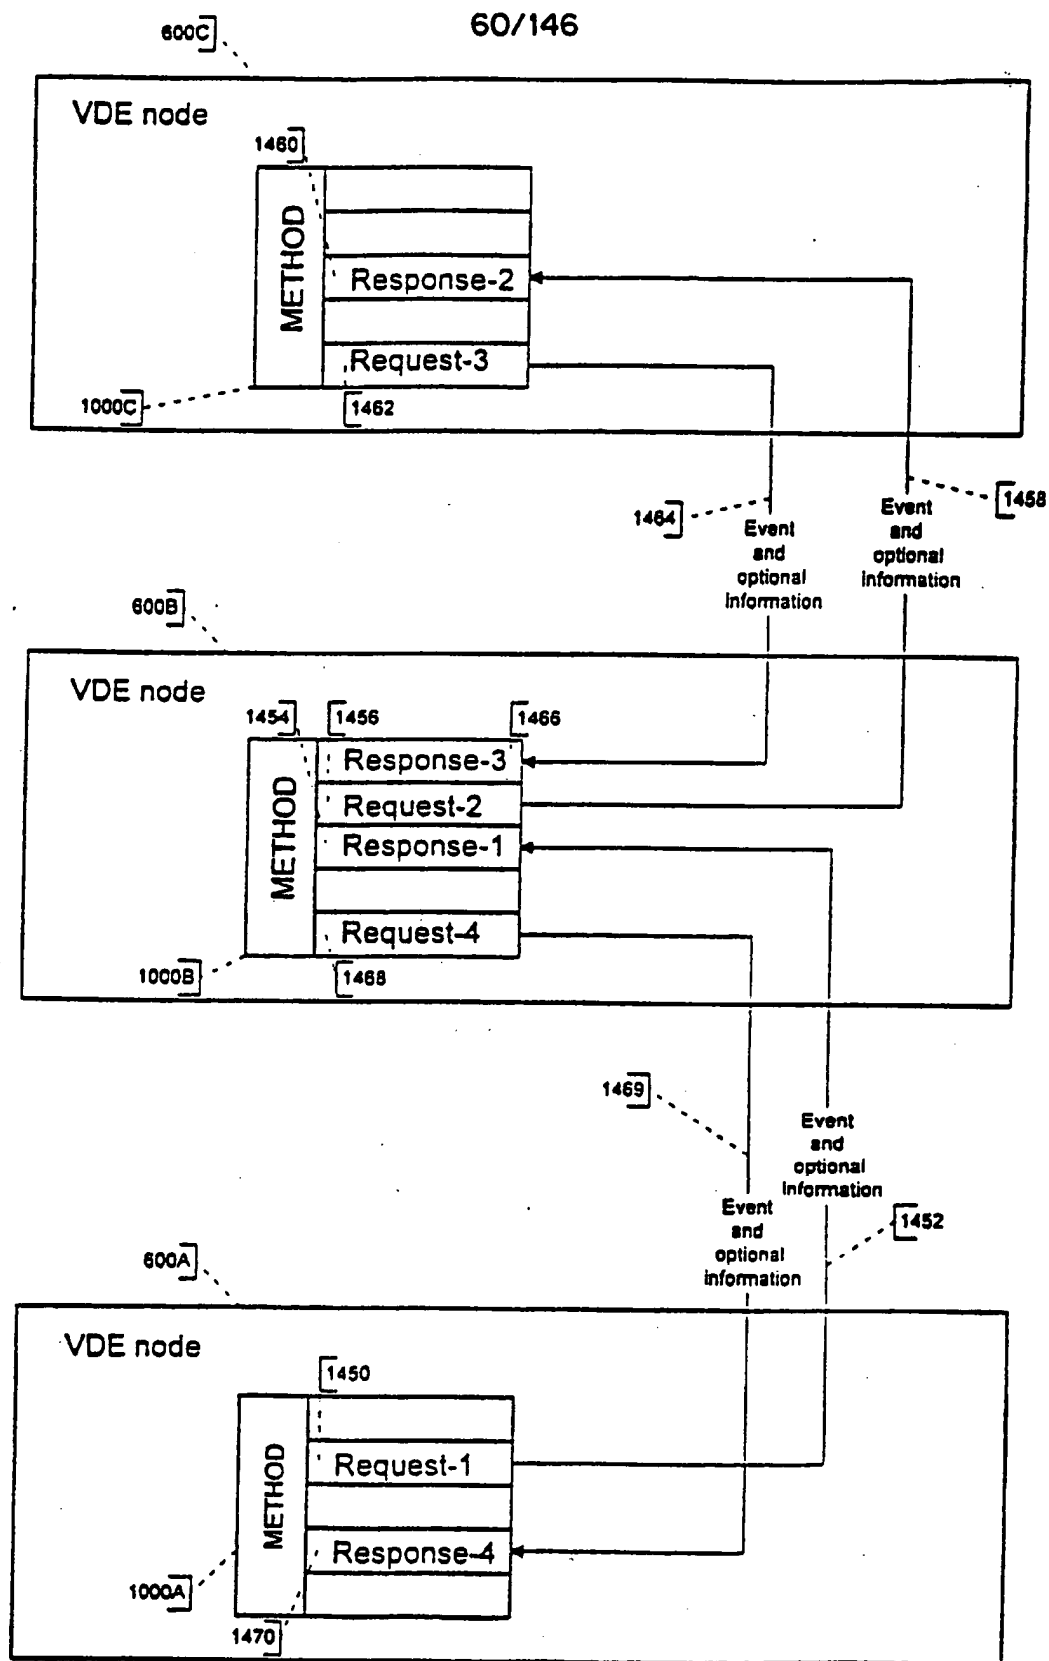 60/146
600C
VDE node
1460
METHOD
Response-2
Request-3
1000C
1462
1464
Event
and
optional
information
1458
Event
and
optional
information
600B
VDE node
1454
1456
1466
METHOD
Response-3
Request-2
Response-1
Request-4
1000B
1468
1469
Event
and
optional
information
Event
and
optional
information
1452
600A
VDE node
1450
METHOD
Request-1
Response-4
1000A
1470